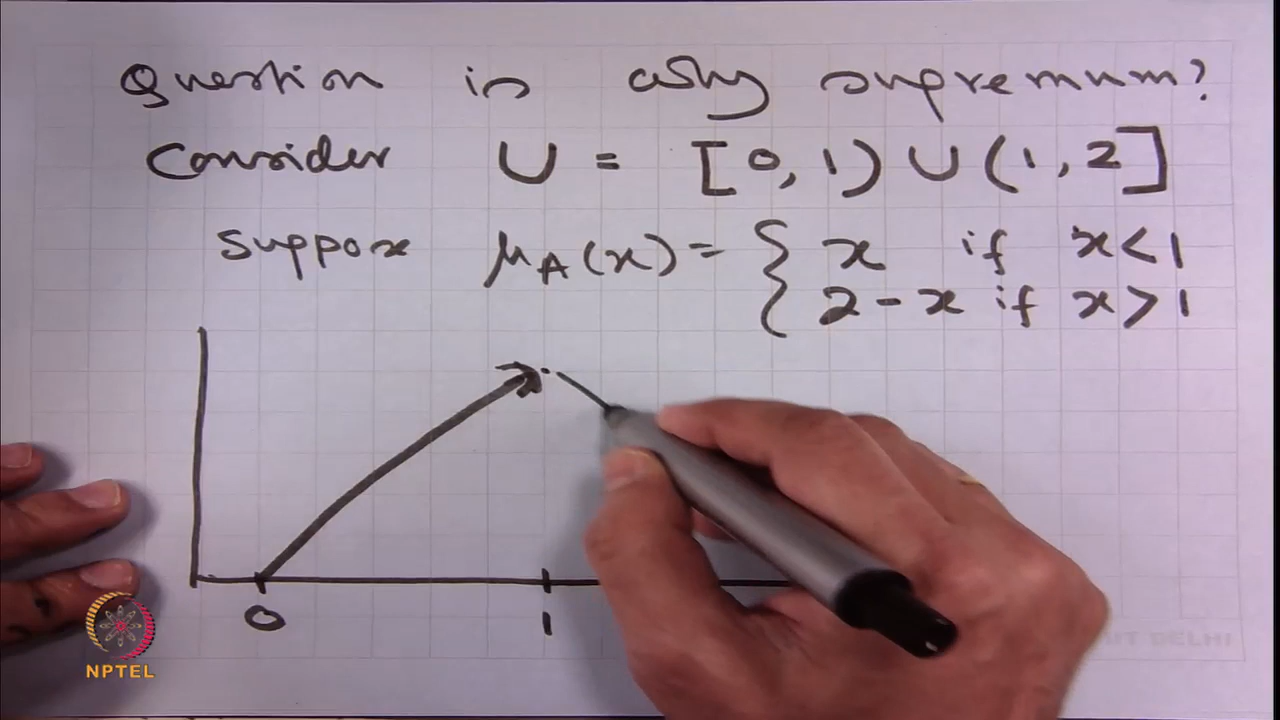 Question is why supremum?
Consider U = [0, 1) ∪ (1, 2]
Suppose μA(x) = { x if x < 1
2 - x if x > 1
0 1
NPTEL